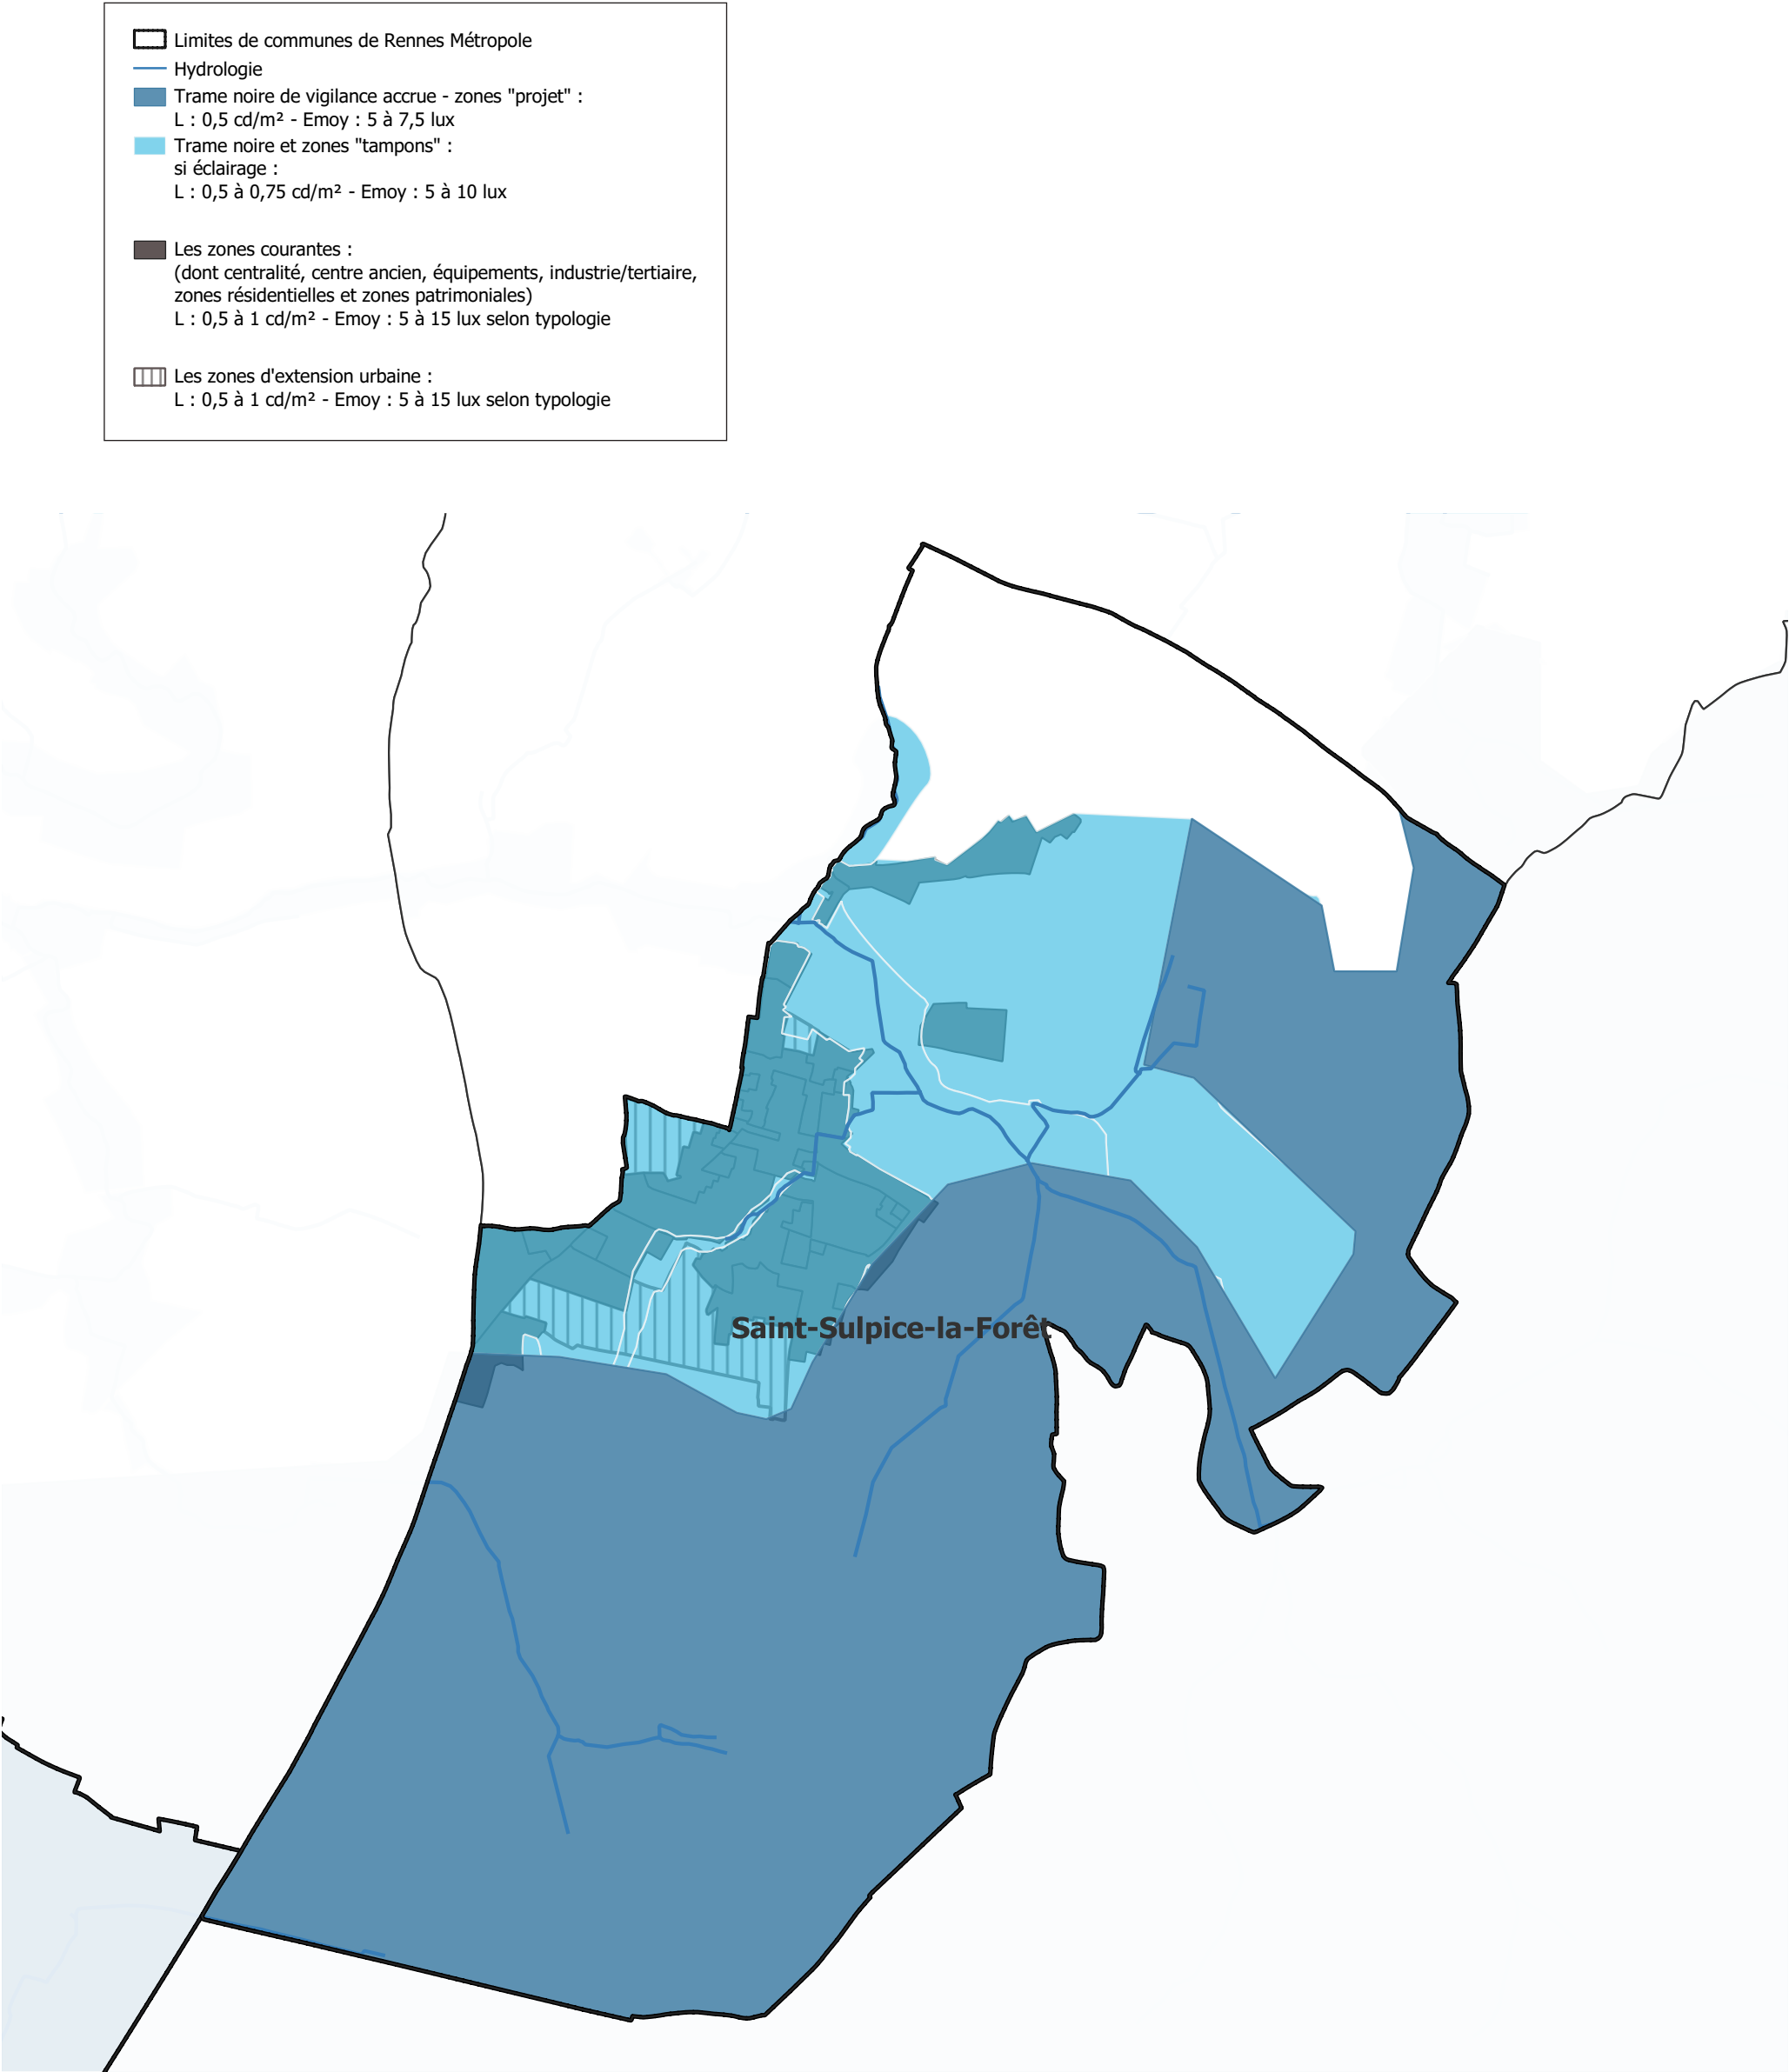 Limites de communes de Rennes Métropole
Hydrologie
Trame noire de vigilance accrue - zones "projet" :
L : 0,5 cd/m² - Emoy : 5 à 7,5 lux
Trame noire et zones "tampons" :
si éclairage :
L : 0,5 à 0,75 cd/m² - Emoy : 5 à 10 lux
Les zones courantes :
(dont centralité, centre ancien, équipements, industrie/tertiaire,
zones résidentielles et zones patrimoniales)
L : 0,5 à 1 cd/m² - Emoy : 5 à 15 lux selon typologie
Les zones d'extension urbaine :
L : 0,5 à 1 cd/m² - Emoy : 5 à 15 lux selon typologie
Saint-Sulpice-la-Forêt